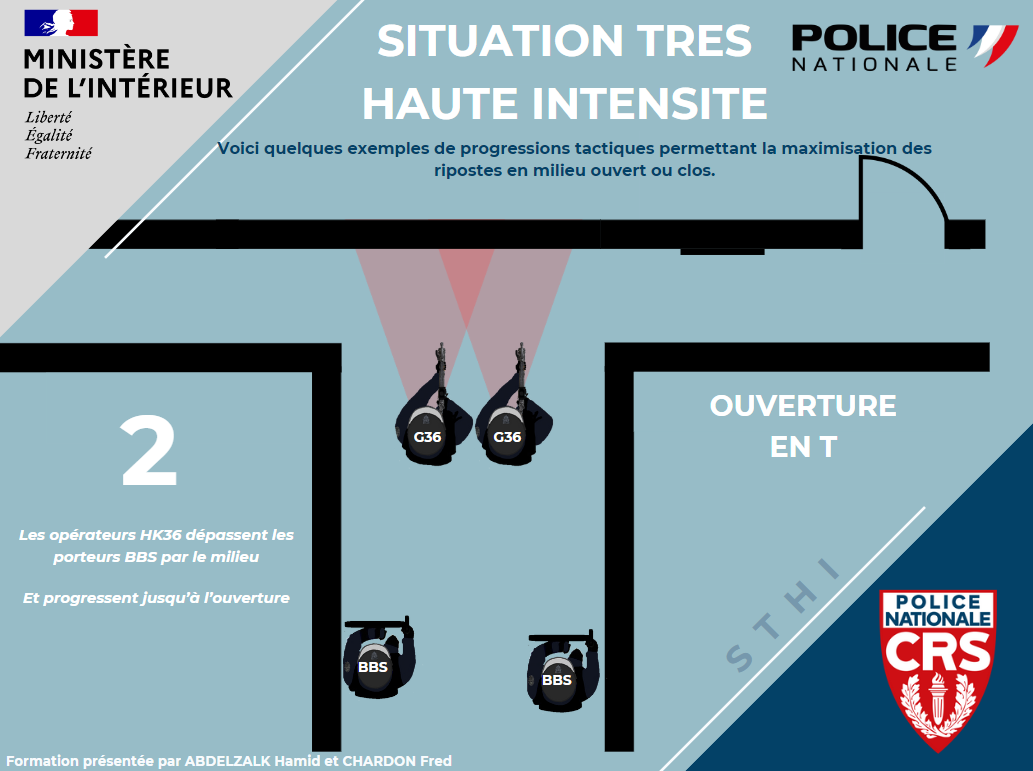 MINISTÈRE
DE L'INTÉRIEUR
Liberté
Égalité
Fraternité
SITUATION TRES
HAUTE INTENSITE
POLICE
NATIONALE
Voici quelques exemples de progressions tactiques permettant la maximisation des
ripostes en milieu ouvert ou clos.
G36
G36
OUVERTURE
EN T
2
Les opérateurs HK36 dépassent les
porteurs BBS par le milieu
Et progressent jusqu'à l'ouverture
BBS
BBS
STHI
POLICE
NATIONALE
CRS
Formation présentée par ABDELZALK Hamid et CHARDON Fred